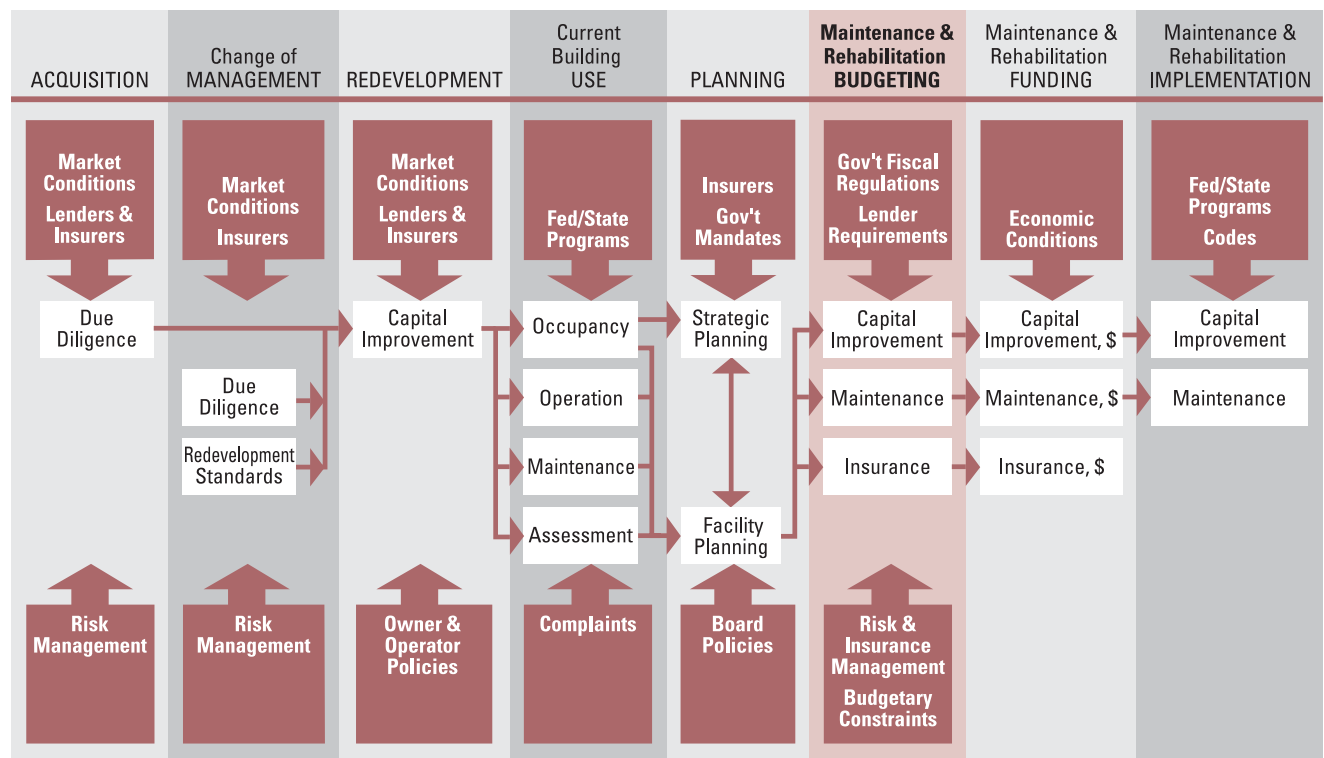 ACQUISITION
Change of
MANAGEMENT
REDEVELOPMENT
Current
Building
USE
PLANNING
Maintenance &
Rehabilitation
BUDGETING
Maintenance &
Rehabilitation
FUNDING
Maintenance &
Rehabilitation
IMPLEMENTATION
Market
Conditions
Lenders &
Insurers
Market
Conditions
Insurers
Market
Conditions
Lenders &
Insurers
Fed/State
Programs
Insurers
Gov't
Mandates
Gov't Fiscal
Regulations
Lender
Requirements
Economic
Conditions
Fed/State
Programs
Codes
Due
Diligence
Due
Diligence
Redevelopment
Standards
Capital
Improvement
Occupancy
Operation
Maintenance
Assessment
Strategic
Planning
Facility
Planning
Capital
Improvement
Maintenance
Insurance
Capital
Improvement, $
Maintenance, $
Insurance, $
Capital
Improvement
Maintenance
Risk
Management
Risk
Management
Owner &
Operator
Policies
Complaints
Board
Policies
Risk &
Insurance
Management
Budgetary
Constraints